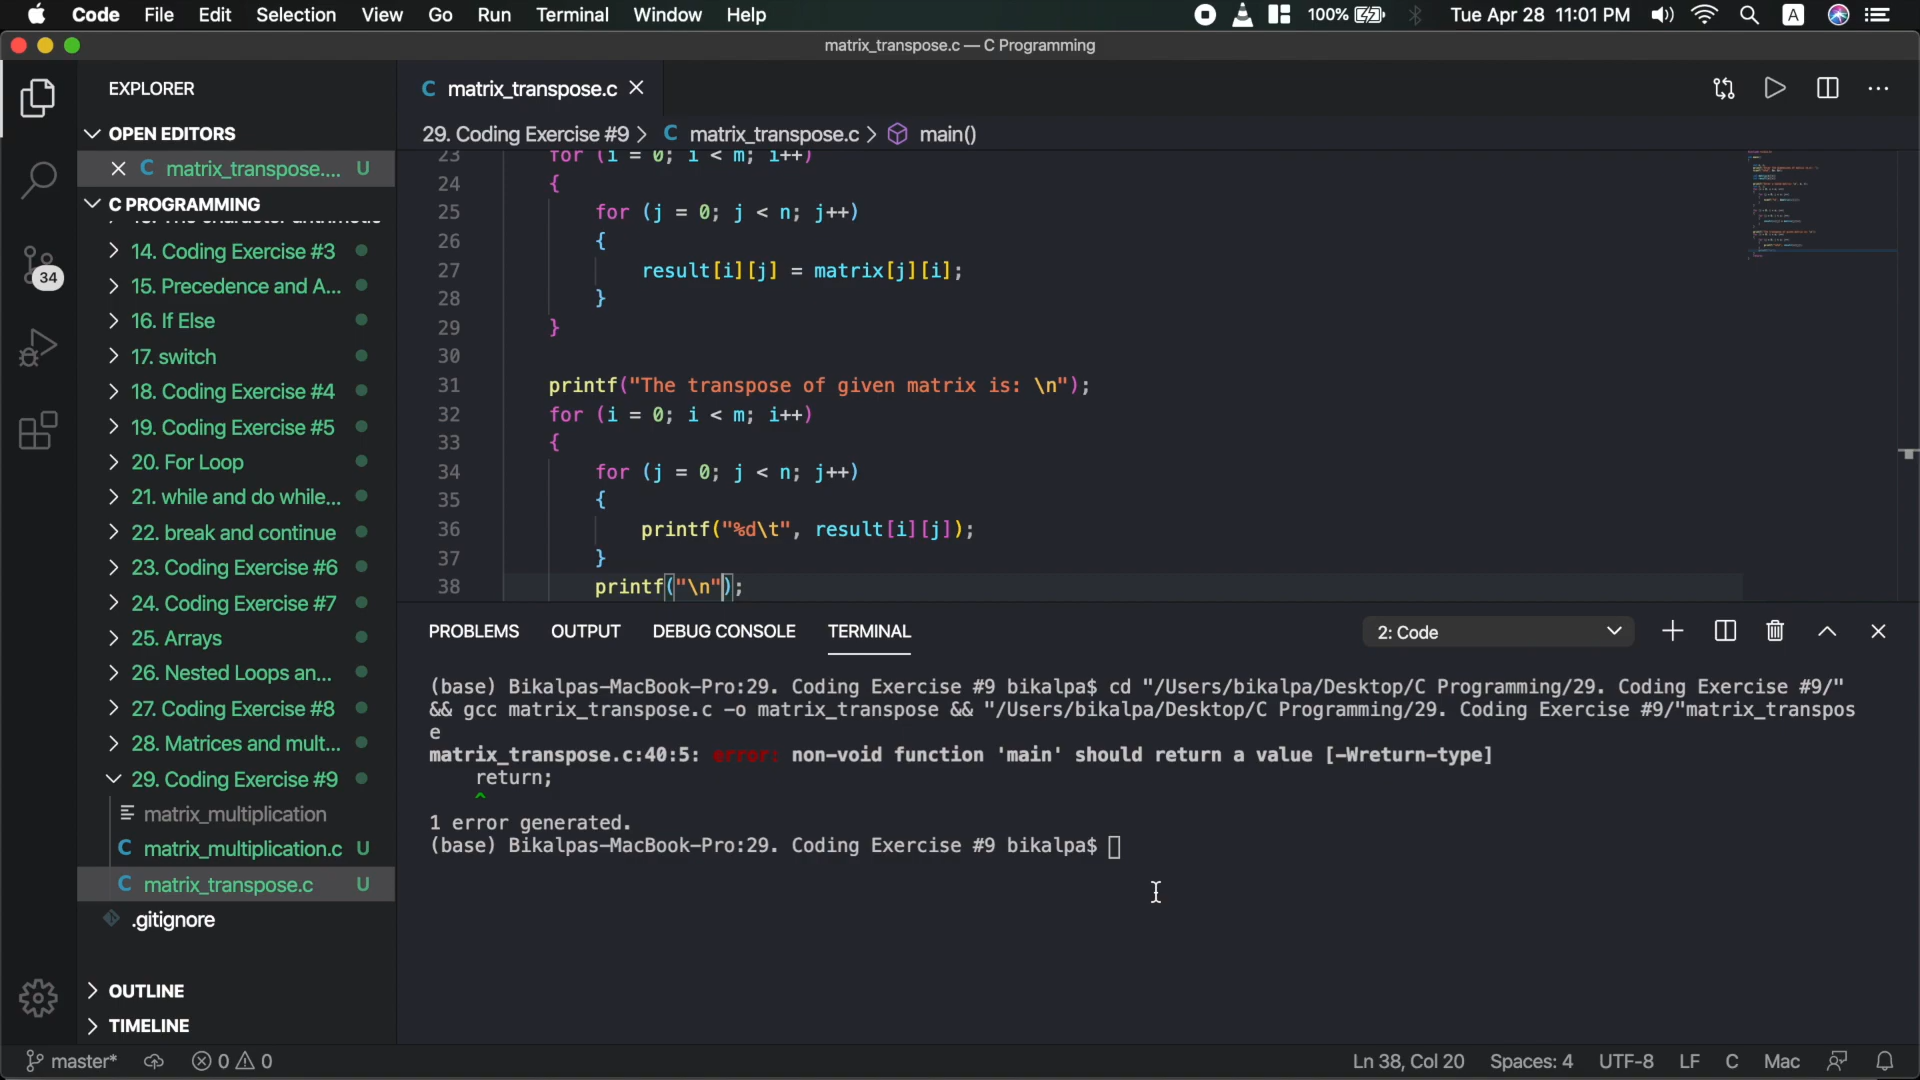 Code File Edit Selection View Go Run Terminal Window Help 100% Tue Apr 28 11:01 PM A
matrix_transpose.c — C Programming
EXPLORER
OPEN EDITORS
C matrix_transpose.... U
C PROGRAMMING
14. Coding Exercise #3
15. Precedence and A...
16. If Else
17. switch
18. Coding Exercise #4
19. Coding Exercise #5
20. For Loop
21. while and do while...
22. break and continue
23. Coding Exercise #6
24. Coding Exercise #7
25. Arrays
26. Nested Loops an...
27. Coding Exercise #8
28. Matrices and mult...
29. Coding Exercise #9
matrix_multiplication
C matrix_multiplication.c U
C matrix_transpose.c U
.gitignore
OUTLINE
TIMELINE
34
C matrix_transpose.c
29. Coding Exercise #9 > C matrix_transpose.c > main()
23 for (i = 0; i < m; i++)
24 {
25 for (j = 0; j < n; j++)
26 {
27 result[i][j] = matrix[j][i];
28 }
29 }
30
31 printf("The transpose of given matrix is: \n");
32 for (i = 0; i < m; i++)
33 {
34 for (j = 0; j < n; j++)
35 {
36 printf("%d\t", result[i][j]);
37 }
38 printf("\n");
PROBLEMS OUTPUT DEBUG CONSOLE TERMINAL 2: Code
(base) Bikalpas-MacBook-Pro:29. Coding Exercise #9 bikalpa$ cd "/Users/bikalpa/Desktop/C Programming/29. Coding Exercise #9/"
&& gcc matrix_transpose.c -o matrix_transpose && "/Users/bikalpa/Desktop/C Programming/29. Coding Exercise #9/"matrix_transpos
e
matrix_transpose.c:40:5: error: non-void function 'main' should return a value [-Wreturn-type]
return;
^
1 error generated.
(base) Bikalpas-MacBook-Pro:29. Coding Exercise #9 bikalpa$
master* 0 0 Ln 38, Col 20 Spaces: 4 UTF-8 LF C Mac